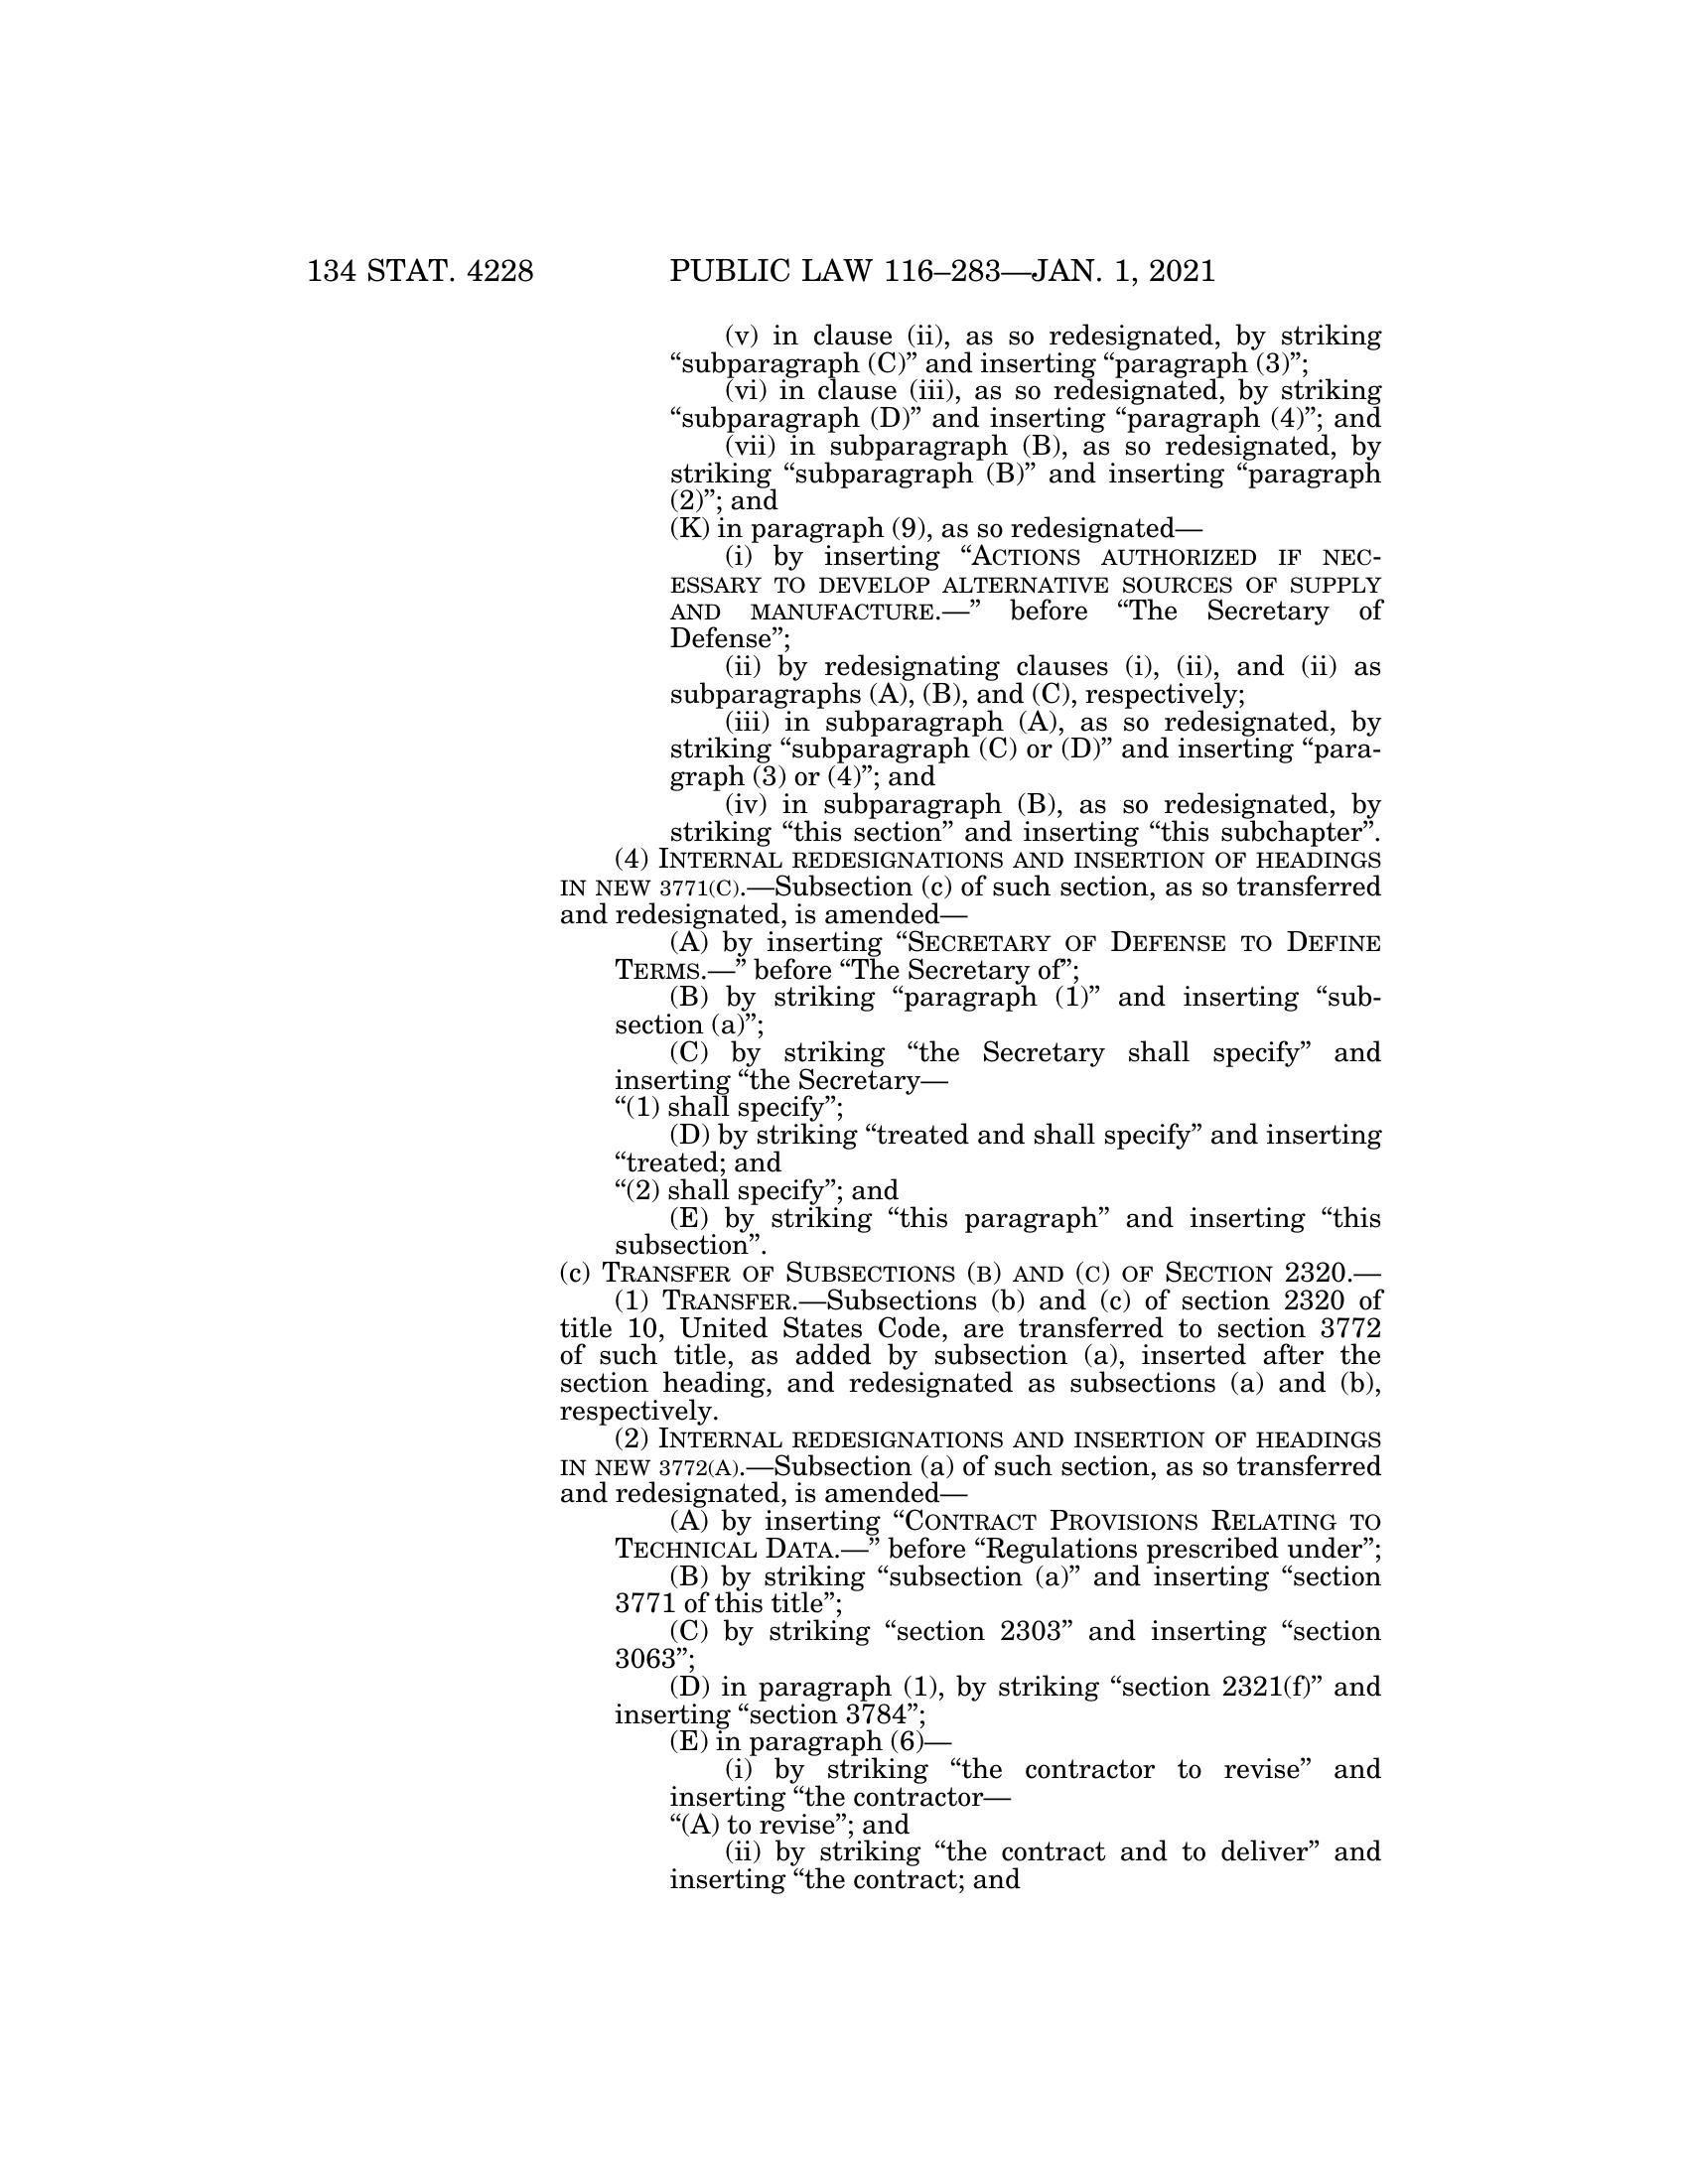 134 STAT. 4228 PUBLIC LAW 116–283—JAN. 1, 2021
(v) in clause (ii), as so redesignated, by striking
“subparagraph (C)” and inserting “paragraph (3)”;
(vi) in clause (iii), as so redesignated, by striking
“subparagraph (D)” and inserting “paragraph (4)”; and
(vii) in subparagraph (B), as so redesignated, by
striking “subparagraph (B)” and inserting “paragraph
(2)”; and
(K) in paragraph (9), as so redesignated—
(i) by inserting “ACTIONS AUTHORIZED IF NEC-
ESSARY TO DEVELOP ALTERNATIVE SOURCES OF SUPPLY
AND MANUFACTURE.—” before “The Secretary of
Defense”;
(ii) by redesignating clauses (i), (ii), and (ii) as
subparagraphs (A), (B), and (C), respectively;
(iii) in subparagraph (A), as so redesignated, by
striking “subparagraph (C) or (D)” and inserting “para-
graph (3) or (4)”; and
(iv) in subparagraph (B), as so redesignated, by
striking “this section” and inserting “this subchapter”.
(4) INTERNAL REDESIGNATIONS AND INSERTION OF HEADINGS
IN NEW 3771(C).—Subsection (c) of such section, as so transferred
and redesignated, is amended—
(A) by inserting “SECRETARY OF DEFENSE TO DEFINE
TERMS.—” before “The Secretary of”;
(B) by striking “paragraph (1)” and inserting “sub-
section (a)”;
(C) by striking “the Secretary shall specify” and
inserting “the Secretary—
“(1) shall specify”;
(D) by striking “treated and shall specify” and inserting
“treated; and
“(2) shall specify”; and
(E) by striking “this paragraph” and inserting “this
subsection”.
(c) TRANSFER OF SUBSECTIONS (B) AND (C) OF SECTION 2320.—
(1) TRANSFER.—Subsections (b) and (c) of section 2320 of
title 10, United States Code, are transferred to section 3772
of such title, as added by subsection (a), inserted after the
section heading, and redesignated as subsections (a) and (b),
respectively.
(2) INTERNAL REDESIGNATIONS AND INSERTION OF HEADINGS
IN NEW 3772(A).—Subsection (a) of such section, as so transferred
and redesignated, is amended—
(A) by inserting “CONTRACT PROVISIONS RELATING TO
TECHNICAL DATA.—” before “Regulations prescribed under”;
(B) by striking “subsection (a)” and inserting “section
3771 of this title”;
(C) by striking “section 2303” and inserting “section
3063”;
(D) in paragraph (1), by striking “section 2321(f)” and
inserting “section 3784”;
(E) in paragraph (6)—
(i) by striking “the contractor to revise” and
inserting “the contractor—
“(A) to revise”; and
(ii) by striking “the contract and to deliver” and
inserting “the contract; and